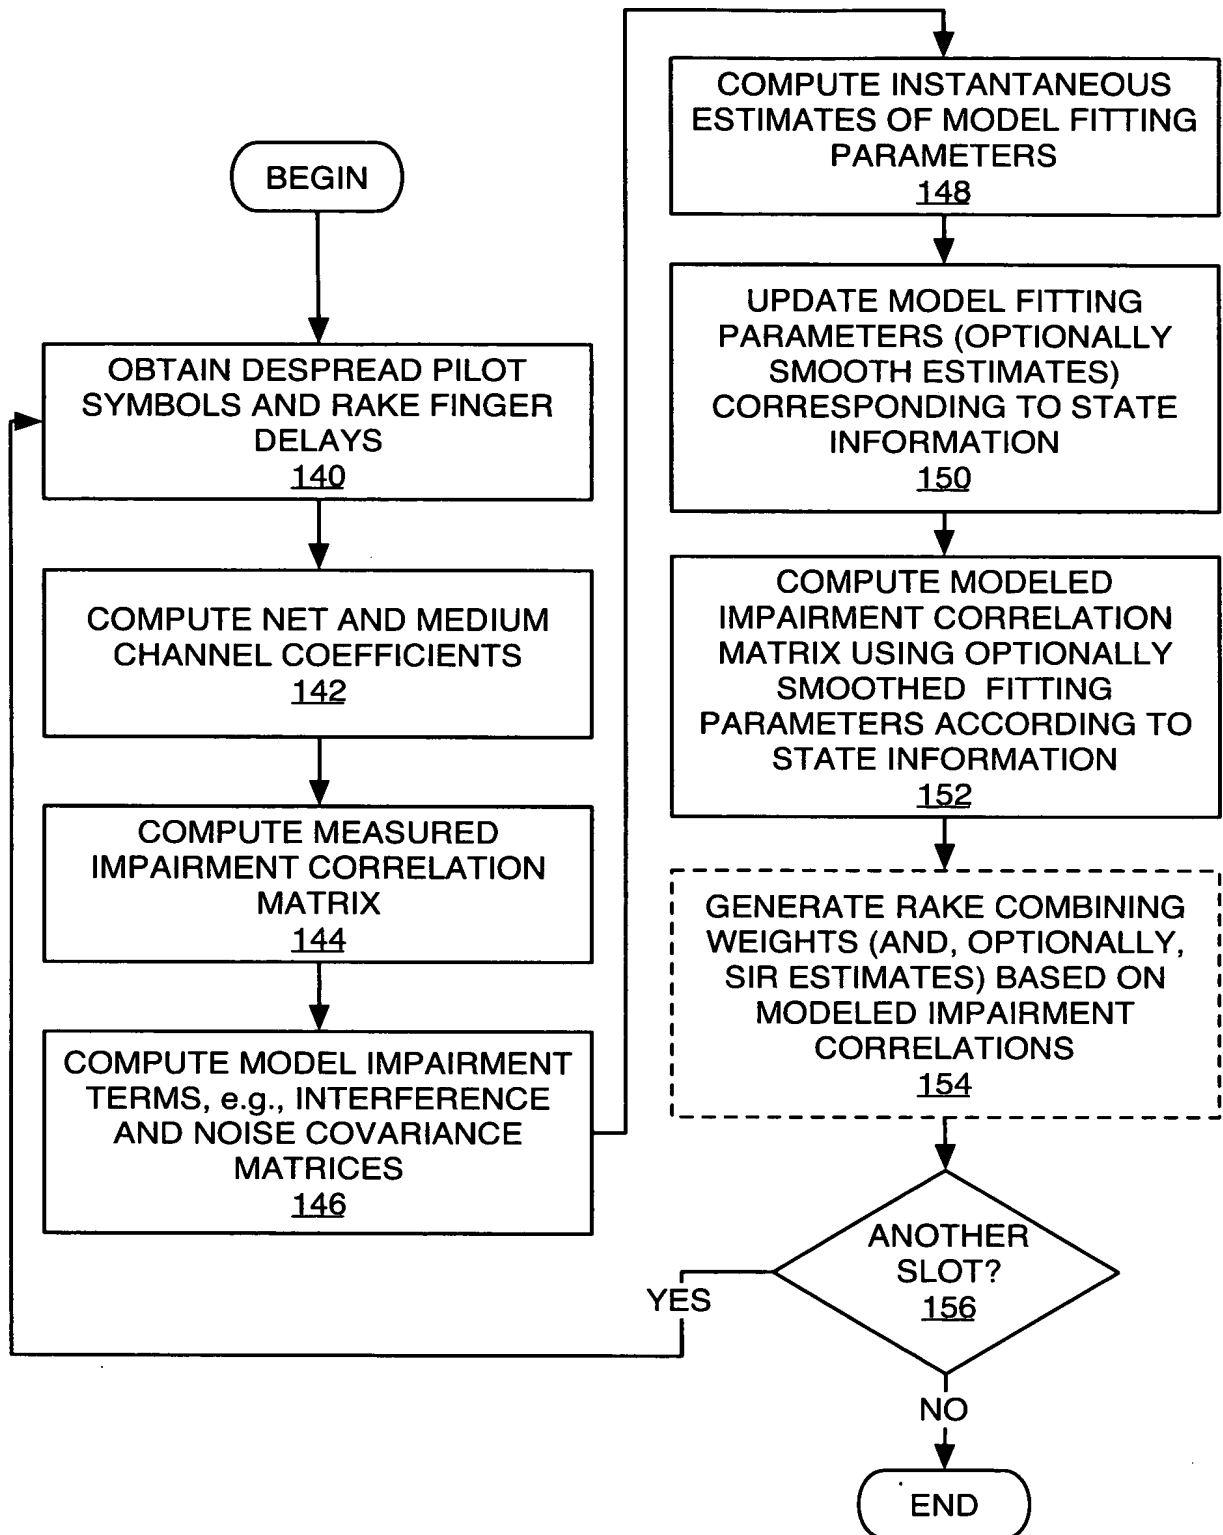 BEGIN
OBTAIN DESPREAD PILOT
SYMBOLS AND RAKE FINGER
DELAYS
140
COMPUTE NET AND MEDIUM
CHANNEL COEFFICIENTS
142
COMPUTE MEASURED
IMPAIRMENT CORRELATION
MATRIX
144
COMPUTE MODEL IMPAIRMENT
TERMS, e.g., INTERFERENCE
AND NOISE COVARIANCE
MATRICES
146
COMPUTE INSTANTANEOUS
ESTIMATES OF MODEL FITTING
PARAMETERS
148
UPDATE MODEL FITTING
PARAMETERS (OPTIONALLY
SMOOTH ESTIMATES)
CORRESPONDING TO STATE
INFORMATION
150
COMPUTE MODELED
IMPAIRMENT CORRELATION
MATRIX USING OPTIONALLY
SMOOTHED FITTING
PARAMETERS ACCORDING TO
STATE INFORMATION
152
GENERATE RAKE COMBINING
WEIGHTS (AND, OPTIONALLY,
SIR ESTIMATES) BASED ON
MODELED IMPAIRMENT
CORRELATIONS
154
ANOTHER
SLOT?
156
YES
NO
END